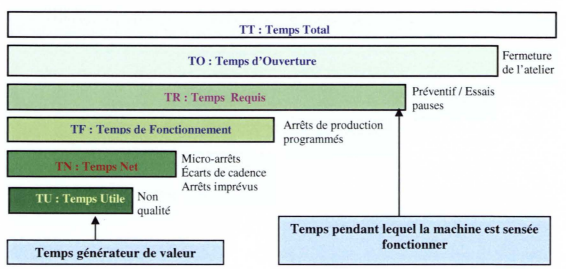 TT : Temps Total
TO : Temps d'Ouverture
Fermeture
de l'atelier
TR : Temps Requis
Préventif / Essais
pauses
TF : Temps de Fonctionnement
Arrêts de production
programmés
TN : Temps Net
Micro-arrêts
Écarts de cadence
Arrêts imprévus
TU : Temps Utile
Non
qualité
Temps générateur de valeur
Temps pendant lequel la machine est sensée
fonctionner